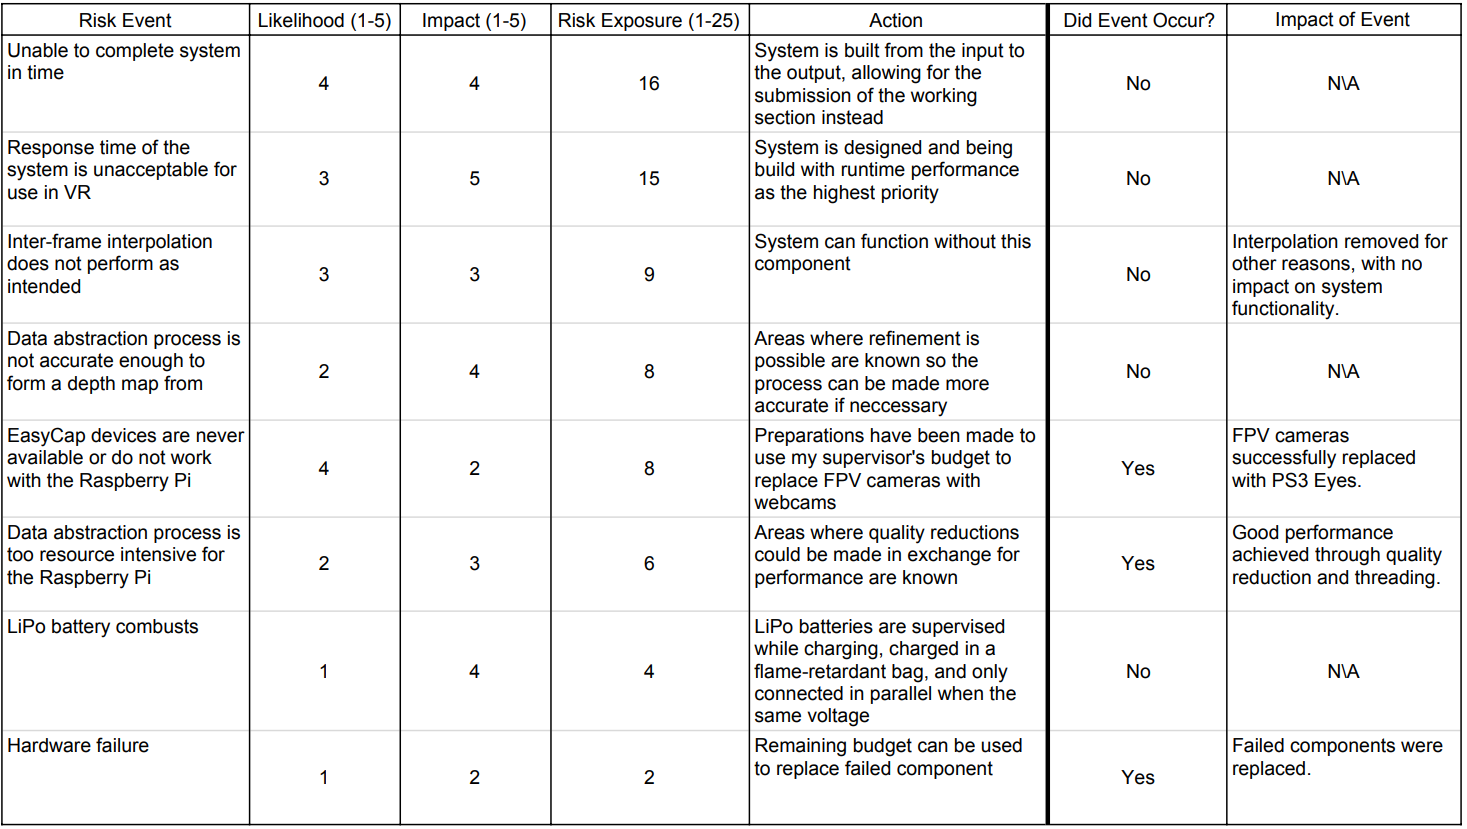 Risk Event Likelihood (1-5) Impact (1-5) Risk Exposure (1-25) Action Did Event Occur? Impact of Event
Unable to complete system
in time
4
4
16
System is built from the input to
the output, allowing for the
submission of the working
section instead
No
N\A
Response time of the
system is unacceptable for
use in VR
3
5
15
System is designed and being
build with runtime performance
as the highest priority
No
N\A
Inter-frame interpolation
does not perform as
intended
3
3
9
System can function without this
component
No
Interpolation removed for
other reasons, with no
impact on system
functionality.
Data abstraction process is
not accurate enough to
form a depth map from
2
4
8
Areas where refinement is
possible are known so the
process can be made more
accurate if neccessary
No
N\A
EasyCap devices are never
available or do not work
with the Raspberry Pi
4
2
8
Preparations have been made to
use my supervisor's budget to
replace FPV cameras with
webcams
Yes
FPV cameras
successfully replaced
with PS3 Eyes.
Data abstraction process is
too resource intensive for
the Raspberry Pi
2
3
6
Areas where quality reductions
could be made in exchange for
performance are known
Yes
Good performance
achieved through quality
reduction and threading.
LiPo battery combusts
1
4
4
LiPo batteries are supervised
while charging, charged in a
flame-retardant bag, and only
connected in parallel when the
same voltage
No
N\A
Hardware failure
1
2
2
Remaining budget can be used
to replace failed component
Yes
Failed components were
replaced.